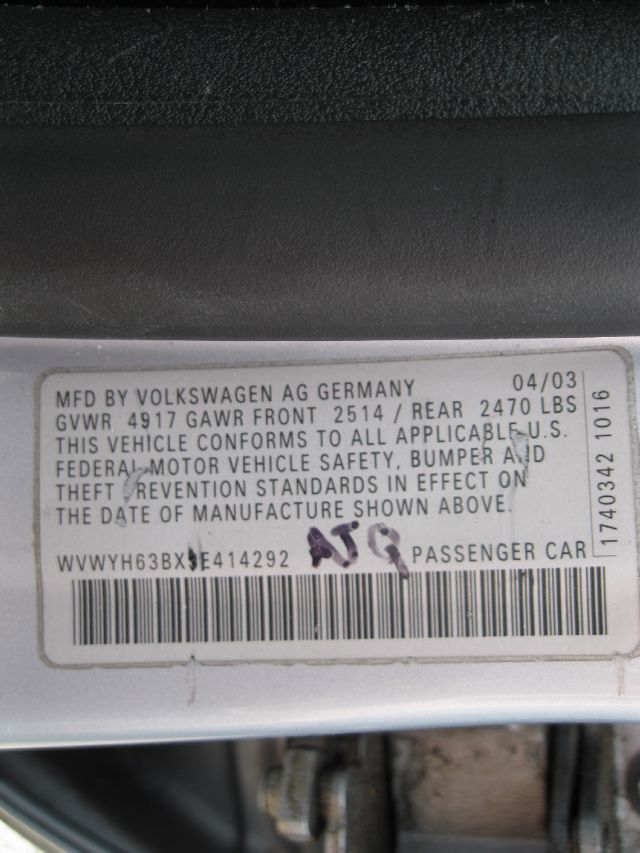 MFD BY VOLKSWAGEN AG GERMANY 04/03
GVWR 4917 GAWR FRONT 2514 / REAR 2470 LBS
THIS VEHICLE CONFORMS TO ALL APPLICABLE U.S.
FEDERAL MOTOR VEHICLE SAFETY, BUMPER AND
THEFT PREVENTION STANDARDS IN EFFECT ON
THE DATE OF MANUFACTURE SHOWN ABOVE.
PASSENGER CAR
1740342 1016